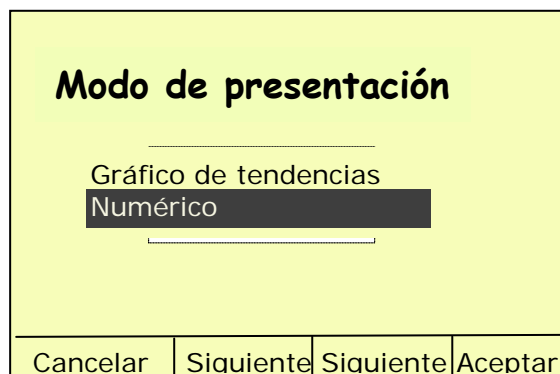 Modo de presentación
Gráfico de tendencias
Numérico
Cancelar Siguiente Siguiente Aceptar